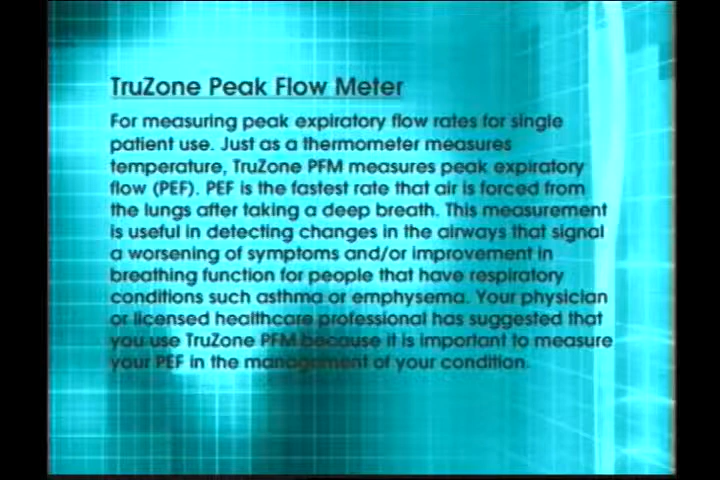 TruZone Peak Flow Meter
For measuring peak expiratory flow rates for single
patient use. Just as a thermometer measures
temperature, TruZone PFM measures peak expiratory
flow (PEF). PEF is the fastest rate that air is forced from
the lungs after taking a deep breath. This measurement
is useful in detecting changes in the airways that signal
a worsening of symptoms and/or improvement in
breathing function for people that have respiratory
conditions such asthma or emphysema. Your physician
or licensed healthcare professional has suggested that
you use TruZone PFM because it is important to measure
your PEF in the management of your condition.